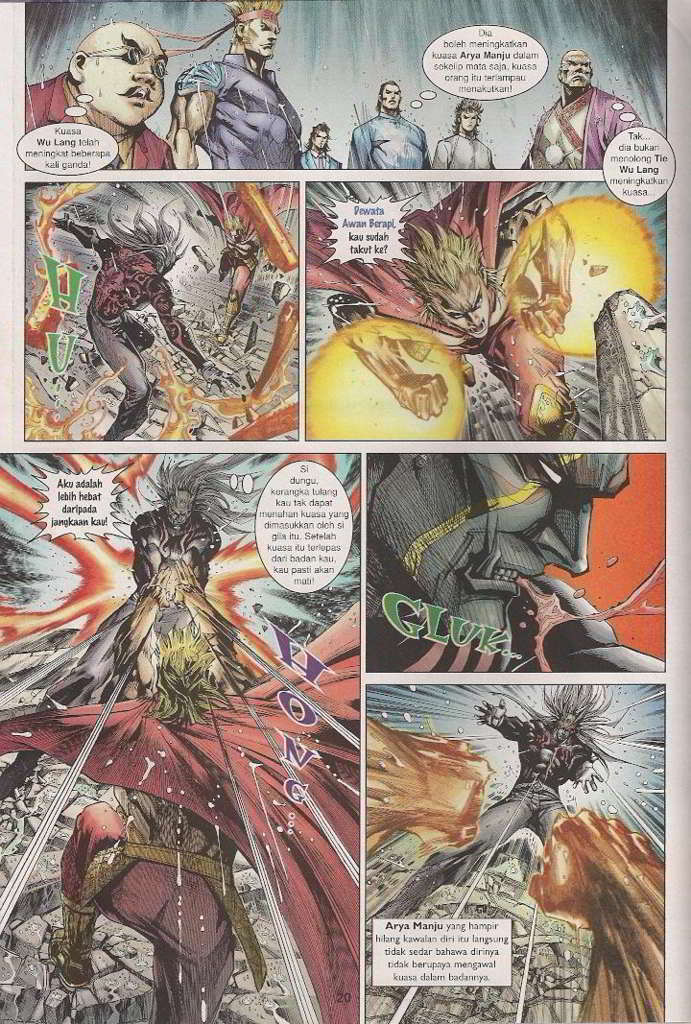 Dia
boleh meningkatkan
kuasa Arya Manju dalam
sekelip mata saja, kuasa
orang itu terlampau
menakutkan!
Kuasa
Wu Lang telah
meningkat beberapa
kali ganda!
Tak...
dia bukan
menolong Tie
Wu Lang
meningkatkan
kuasa...
HU
Dewata
Awan Berapi,
kau sudah
takut ke?
Aku adalah
lebih hebat
daripada
jangkaan kau!
Si
dungu,
kerangka tulang
kau tak dapat
menahan kuasa yang
dimasukkan oleh si
gila itu. Setelah
kuasa itu terlepas
dari badan kau,
kau pasti akan
mati!
HONG...
GLUK...
Arya Manju yang hampir
hilang kawalan diri itu langsung
tidak sedar bahawa dirinya
tidak berupaya mengawal
kuasa dalam badannya.
20